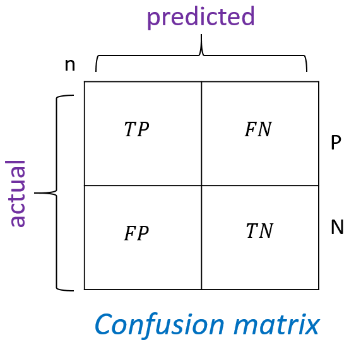 predicted
n
TP FN P
actual
FP TN N
Confusion matrix